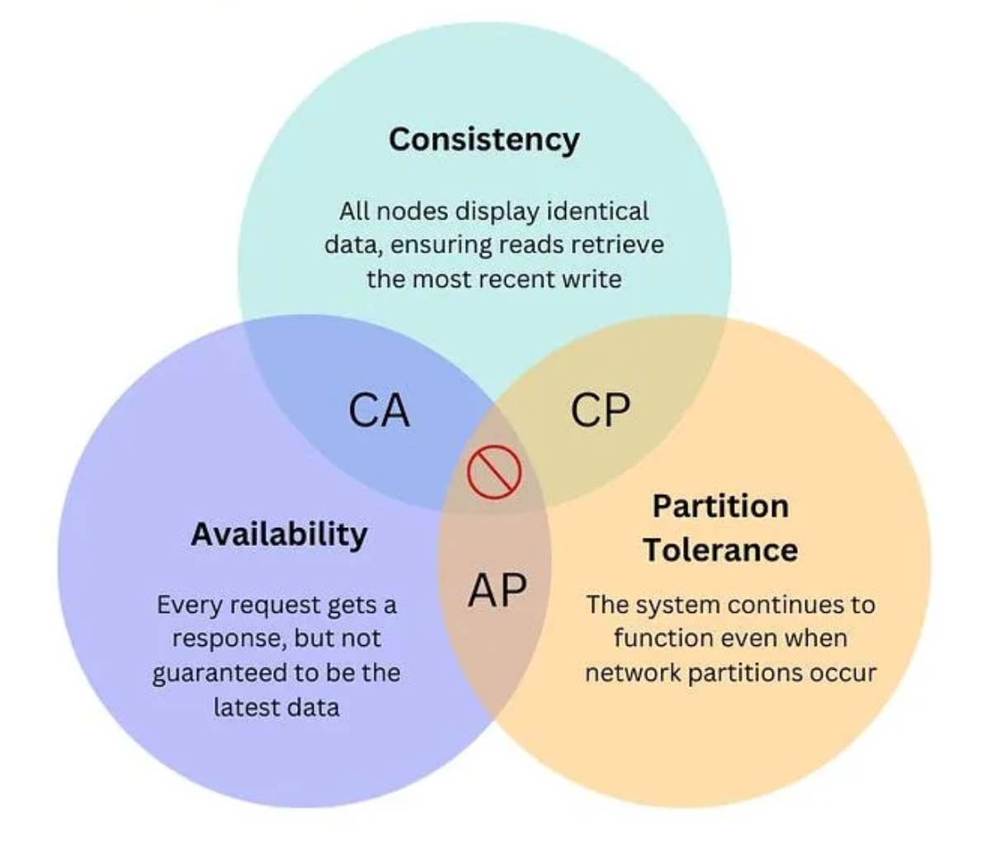 Consistency
All nodes display identical
data, ensuring reads retrieve
the most recent write
CA
CP
Availability
Every request gets a
response, but not
guaranteed to be the
latest data
AP
Partition
Tolerance
The system continues to
function even when
network partitions occur